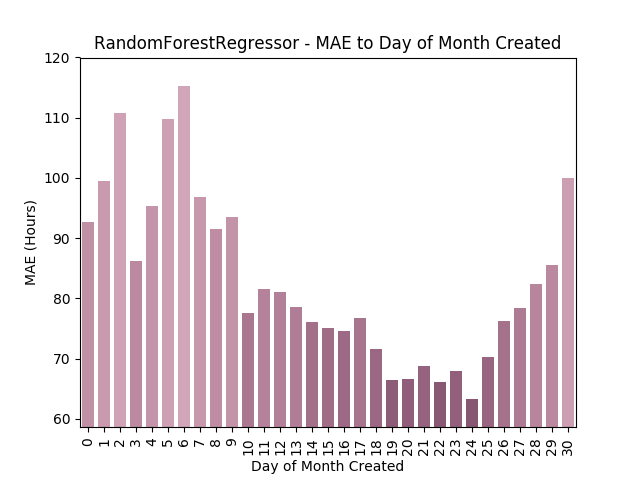 RandomForestRegressor - MAE to Day of Month Created
120
110
100
90
80
70
60
MAE (Hours)
0 1 2 3 4 5 6 7 8 9 10 11 12 13 14 15 16 17 18 19 20 21 22 23 24 25 26 27 28 29 30
Day of Month Created